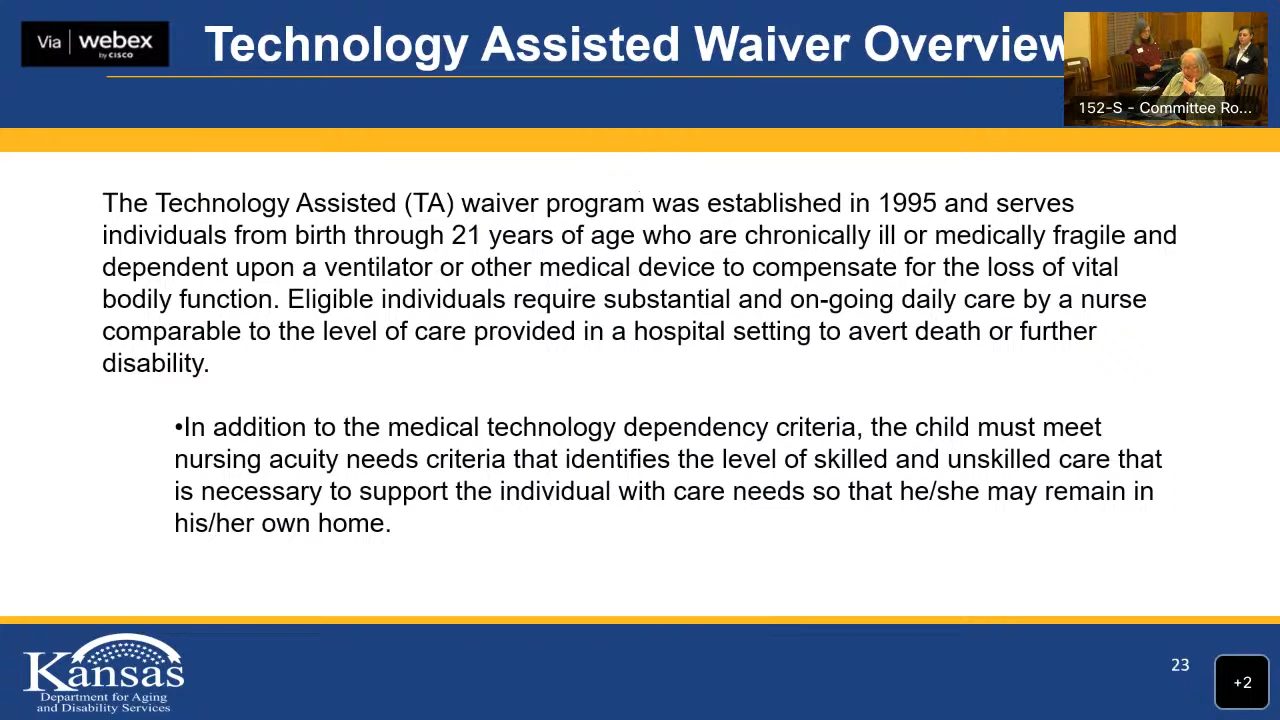 Via webex
by CISCO
Technology Assisted Waiver Overview
152-S - Committee Ro...
The Technology Assisted (TA) waiver program was established in 1995 and serves
individuals from birth through 21 years of age who are chronically ill or medically fragile and
dependent upon a ventilator or other medical device to compensate for the loss of vital
bodily function. Eligible individuals require substantial and on-going daily care by a nurse
comparable to the level of care provided in a hospital setting to avert death or further
disability.
•In addition to the medical technology dependency criteria, the child must meet
nursing acuity needs criteria that identifies the level of skilled and unskilled care that
is necessary to support the individual with care needs so that he/she may remain in
his/her own home.
Kansas
Department for Aging
and Disability Services
23
+2